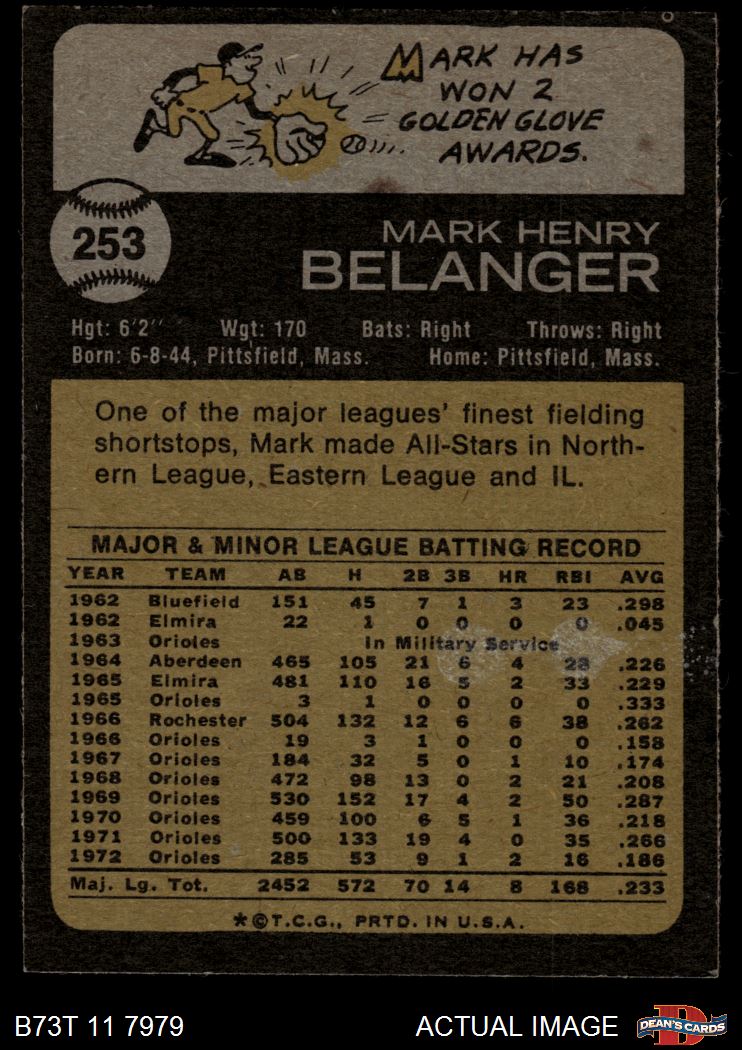 MARK HAS
WON 2
GOLDEN GLOVE
AWARDS.
253
MARK HENRY
BELANGER
Hgt: 6'2" Wgt: 170 Bats: Right Throws: Right
Born: 6-8-44, Pittsfield, Mass. Home: Pittsfield, Mass.
One of the major leagues' finest fielding
shortstops, Mark made All-Stars in North-
ern League, Eastern League and IL.
MAJOR & MINOR LEAGUE BATTING RECORD
YEAR TEAM AB H 2B 3B HR RBI AVG
1962 Bluefield 151 45 7 1 3 23 .298
1962 Elmira 22 1 0 0 0 0 .045
1963 Orioles In Military Service
1964 Aberdeen 465 105 21 6 4 28 .226
1965 Elmira 481 110 16 5 2 33 .229
1965 Orioles 3 1 0 0 0 0 .333
1966 Rochester 504 132 12 6 6 38 .262
1966 Orioles 19 3 1 0 0 0 .158
1967 Orioles 184 32 5 0 1 10 .174
1968 Orioles 472 98 13 0 2 21 .208
1969 Orioles 530 152 17 4 2 50 .287
1970 Orioles 459 100 6 5 1 36 .218
1971 Orioles 500 133 19 4 0 35 .266
1972 Orioles 285 53 9 1 2 16 .186
Maj. Lg. Tot. 2452 572 70 14 8 168 .233
*©T.C.G., PRTD. IN U.S.A.
B73T 11 7979 ACTUAL IMAGE
D
DEAN'S CARDS